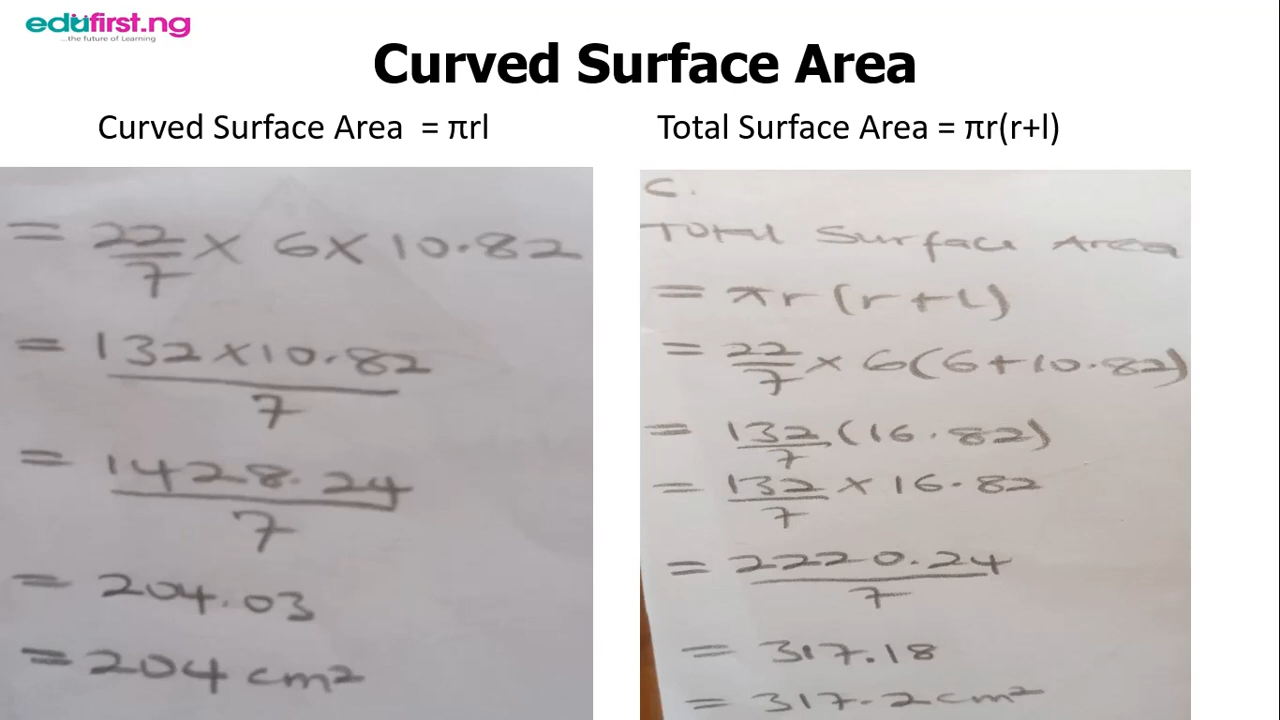 edufirst.ng
...the future of Learning
Curved Surface Area
Curved Surface Area = πrl
= 22/7 × 6 × 10.82
= 132 × 10.82 / 7
= 1428.24 / 7
= 204.03
= 204 cm²
Total Surface Area = πr(r+l)
C.
Total Surface Area
= πr(r+l)
= 22/7 × 6(6+10.82)
= 132/7 (16.82)
= 132/7 × 16.82
= 2220.24 / 7
= 317.18
= 317.2cm²